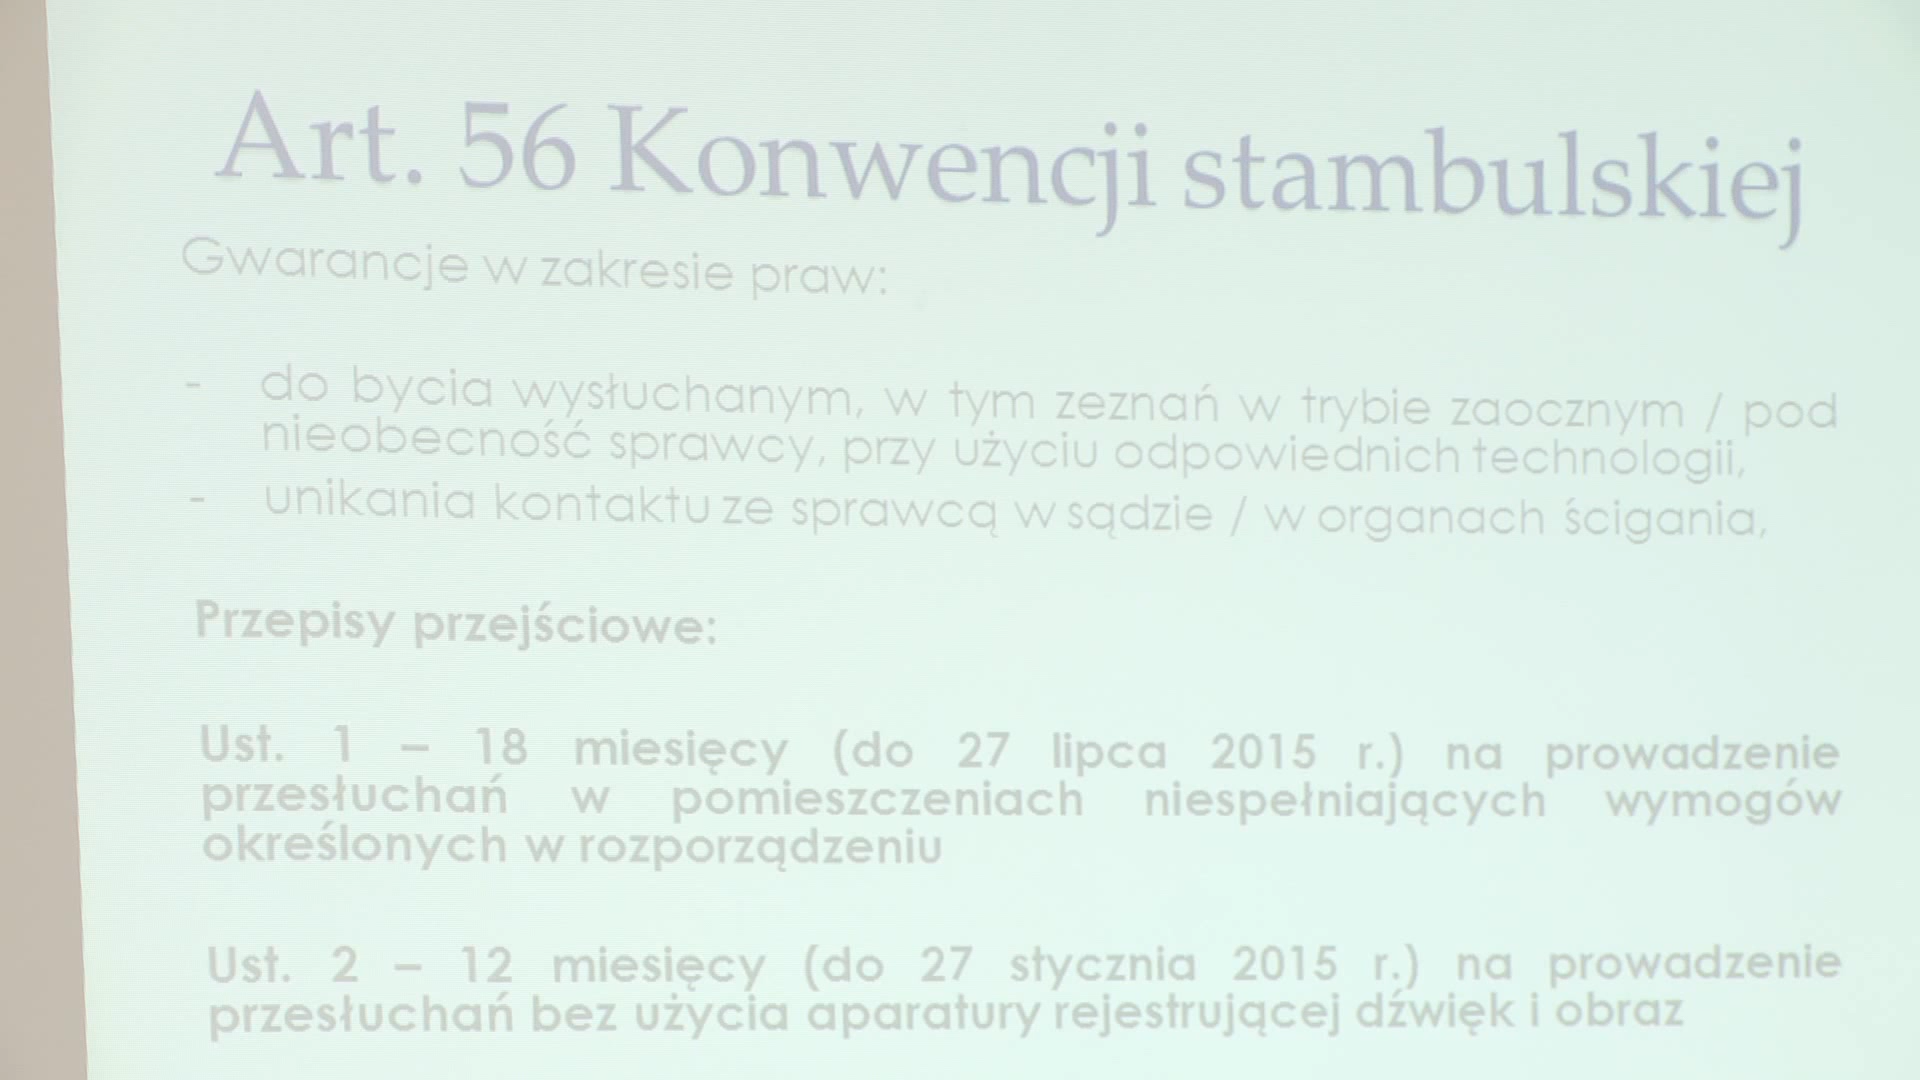 Art. 56 Konwencji stambulskiej
Gwarancje w zakresie praw:
- do bycia wysłuchanym, w tym zeznań w trybie zaocznym / pod
nieobecność sprawcy, przy użyciu odpowiednich technologii,
- unikania kontaktu ze sprawcą w sądzie / w organach ścigania,
Przepisy przejściowe:
Ust. 1 – 18 miesięcy (do 27 lipca 2015 r.) na prowadzenie
przesłuchań w pomieszczeniach niespełniających wymogów
określonych w rozporządzeniu
Ust. 2 – 12 miesięcy (do 27 stycznia 2015 r.) na prowadzenie
przesłuchań bez użycia aparatury rejestrującej dźwięk i obraz